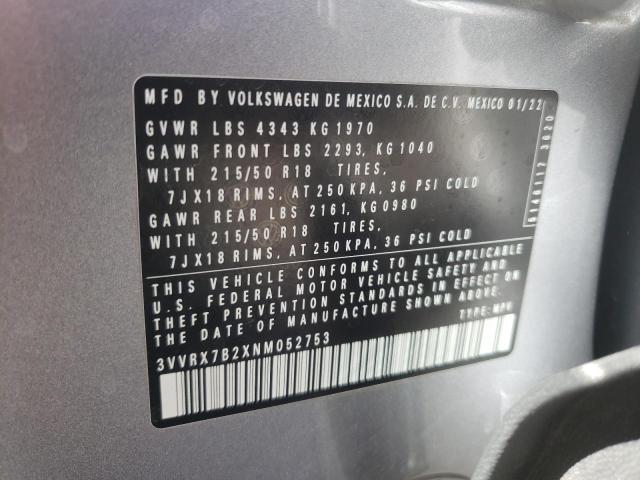 MFD BY VOLKSWAGEN DE MEXICO S.A. DE C.V. MEXICO 01/22
GVWR LBS 4343 KG 1970
GAWR FRONT LBS 2293, KG 1040
WITH 215/50 R18 TIRES,
7JX18 RIMS, AT 250 KPA, 36 PSI COLD
GAWR REAR LBS 2161, KG 0980
WITH 215/50 R18 TIRES,
7JX18 RIMS, AT 250 KPA, 36 PSI COLD
THIS VEHICLE CONFORMS TO ALL APPLICABLE
U.S. FEDERAL MOTOR VEHICLE SAFETY AND
THEFT PREVENTION STANDARDS IN EFFECT ON
THE DATE OF MANUFACTURE SHOWN ABOVE.
TYPE: MPV
3VVRX7B2XNM052753
3020